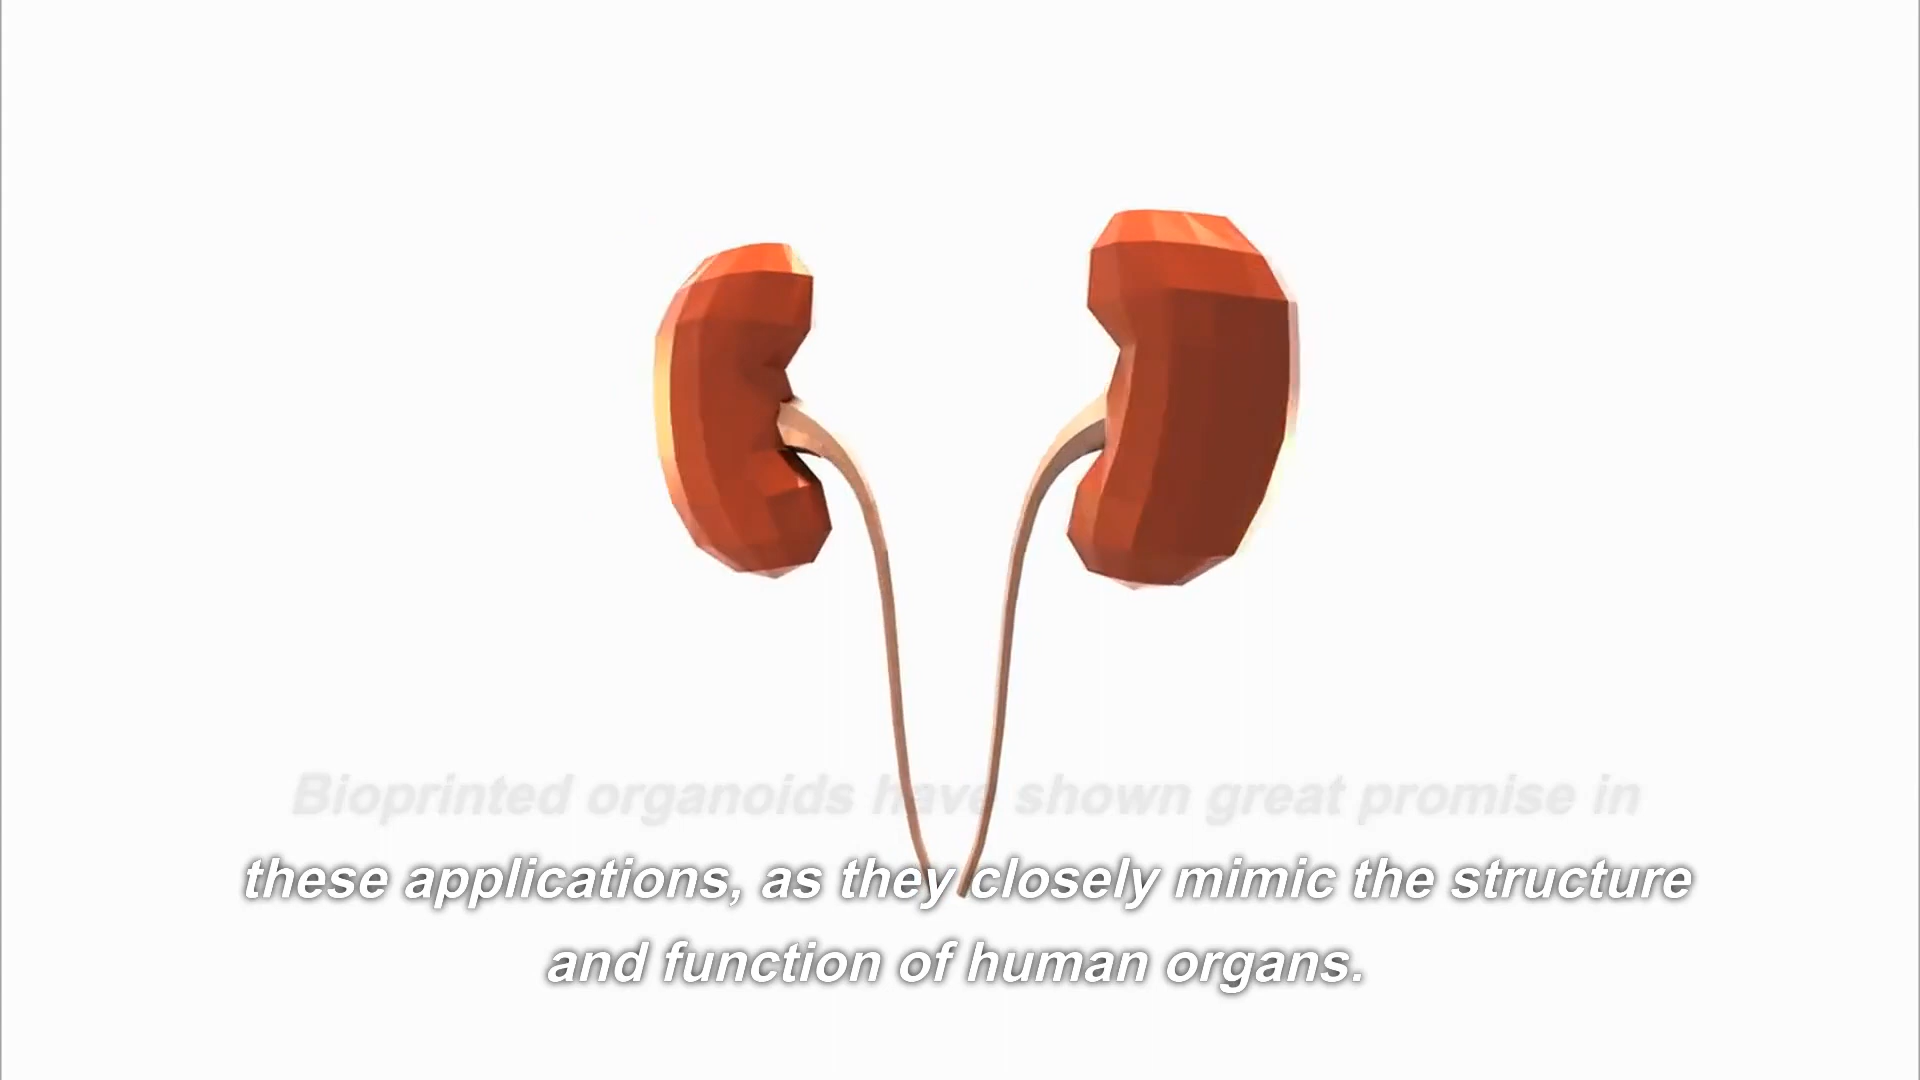 Bioprinted organoids have shown great promise in
these applications, as they closely mimic the structure
and function of human organs.